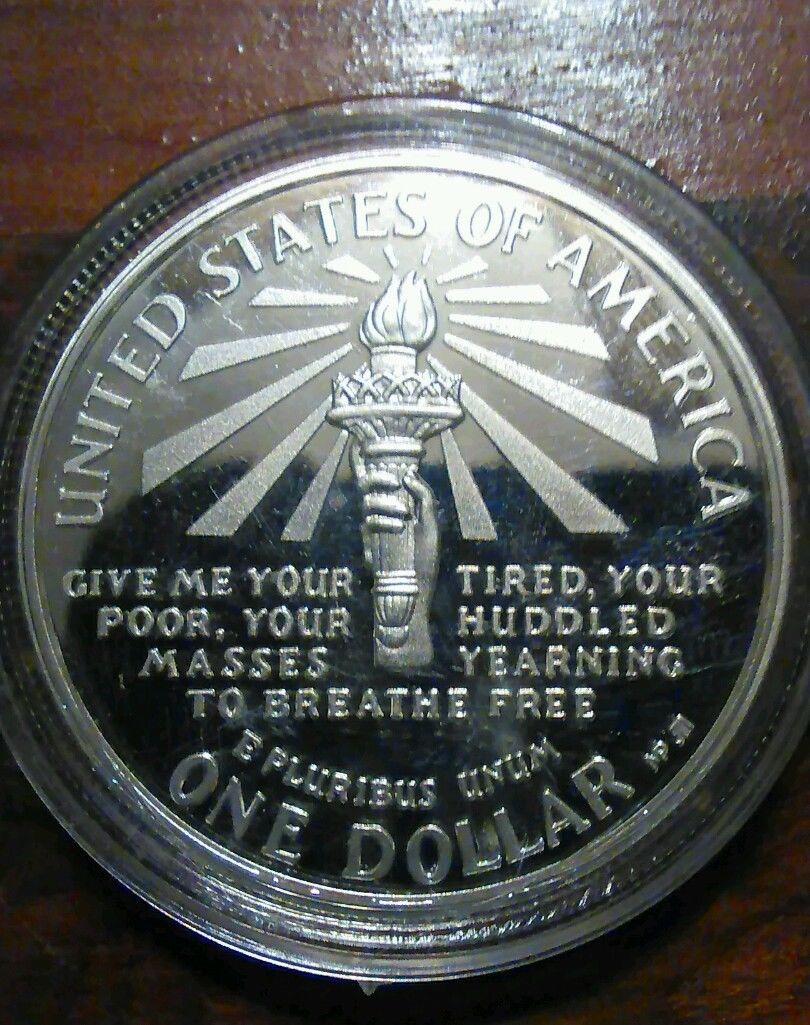 UNITED STATES OF AMERICA
GIVE ME YOUR TIRED, YOUR
POOR, YOUR HUDDLED
MASSES YEARNING
TO BREATHE FREE
E PLURIBUS UNUM
ONE DOLLAR